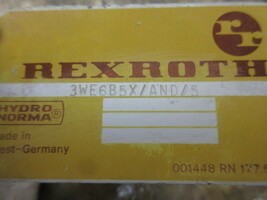 REXROTH
3WE6B5X/AND/5
HYDRO
NORMA
Made in
West-Germany
001448 RN 127.